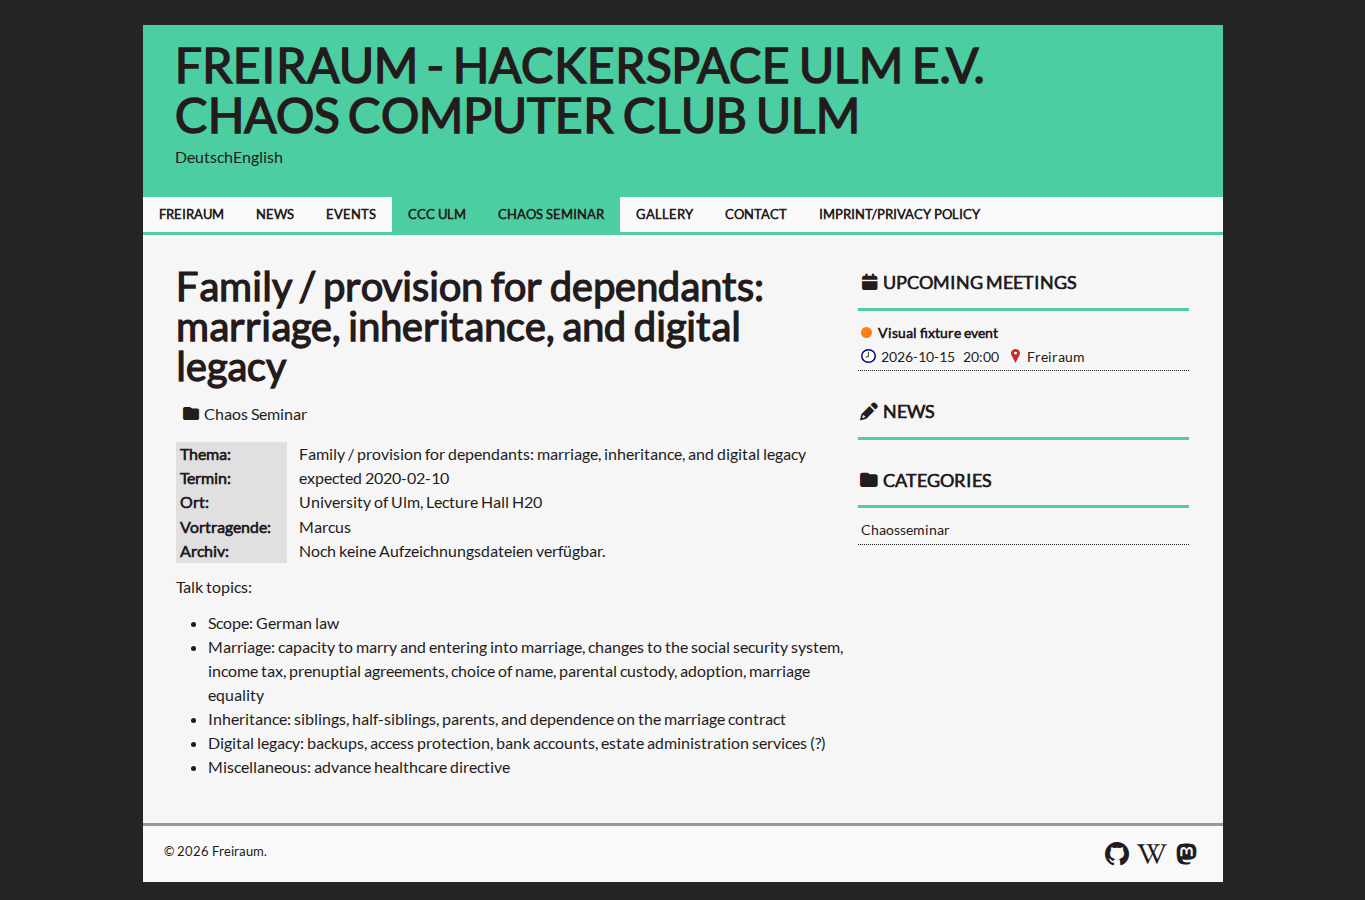 FREIRAUM - HACKERSPACE ULM E.V.
CHAOS COMPUTER CLUB ULM
DeutschEnglish
FREIRAUM NEWS EVENTS CCC ULM CHAOS SEMINAR GALLERY CONTACT IMPRINT/PRIVACY POLICY
Family / provision for dependants:
marriage, inheritance, and digital
legacy
Chaos Seminar
Thema: Family / provision for dependants: marriage, inheritance, and digital legacy
Termin: expected 2020-02-10
Ort: University of Ulm, Lecture Hall H20
Vortragende: Marcus
Archiv: Noch keine Aufzeichnungsdateien verfügbar.
Talk topics:
• Scope: German law
• Marriage: capacity to marry and entering into marriage, changes to the social security system,
income tax, prenuptial agreements, choice of name, parental custody, adoption, marriage
equality
• Inheritance: siblings, half-siblings, parents, and dependence on the marriage contract
• Digital legacy: backups, access protection, bank accounts, estate administration services (?)
• Miscellaneous: advance healthcare directive
UPCOMING MEETINGS
Visual fixture event
2026-10-15 20:00 Freiraum
NEWS
CATEGORIES
Chaosseminar
© 2026 Freiraum.